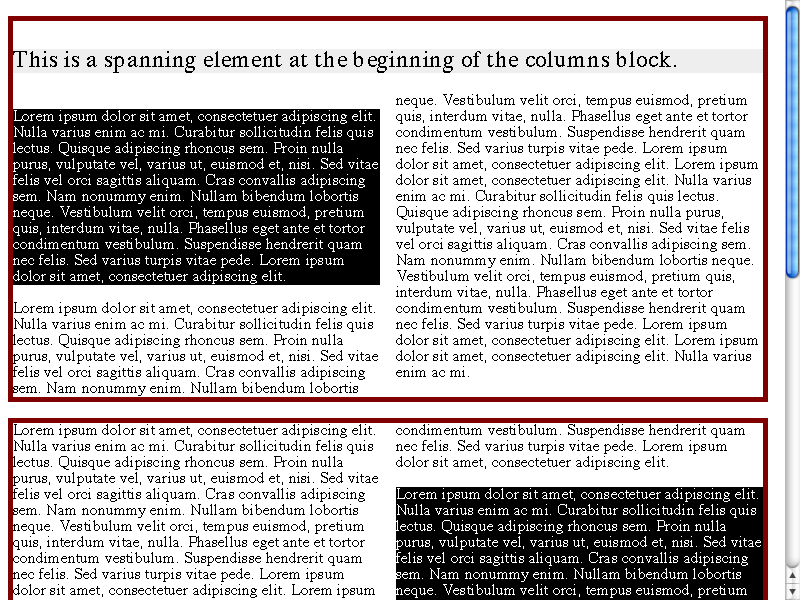 This is a spanning element at the beginning of the columns block.
Lorem ipsum dolor sit amet, consectetuer adipiscing elit.
Nulla varius enim ac mi. Curabitur sollicitudin felis quis
lectus. Quisque adipiscing rhoncus sem. Proin nulla
purus, vulputate vel, varius ut, euismod et, nisi. Sed vitae
felis vel orci sagittis aliquam. Cras convallis adipiscing
sem. Nam nonummy enim. Nullam bibendum lobortis
neque. Vestibulum velit orci, tempus euismod, pretium
quis, interdum vitae, nulla. Phasellus eget ante et tortor
condimentum vestibulum. Suspendisse hendrerit quam
nec felis. Sed varius turpis vitae pede. Lorem ipsum
dolor sit amet, consectetuer adipiscing elit.
Lorem ipsum dolor sit amet, consectetuer adipiscing elit.
Nulla varius enim ac mi. Curabitur sollicitudin felis quis
lectus. Quisque adipiscing rhoncus sem. Proin nulla
purus, vulputate vel, varius ut, euismod et, nisi. Sed vitae
felis vel orci sagittis aliquam. Cras convallis adipiscing
sem. Nam nonummy enim. Nullam bibendum lobortis
neque. Vestibulum velit orci, tempus euismod, pretium
quis, interdum vitae, nulla. Phasellus eget ante et tortor
condimentum vestibulum. Suspendisse hendrerit quam
nec felis. Sed varius turpis vitae pede. Lorem ipsum
dolor sit amet, consectetuer adipiscing elit. Lorem ipsum
dolor sit amet, consectetuer adipiscing elit. Nulla varius
enim ac mi. Curabitur sollicitudin felis quis lectus.
Quisque adipiscing rhoncus sem. Proin nulla purus,
vulputate vel, varius ut, euismod et, nisi. Sed vitae felis
vel orci sagittis aliquam. Cras convallis adipiscing sem.
Nam nonummy enim. Nullam bibendum lobortis neque.
Vestibulum velit orci, tempus euismod, pretium quis,
interdum vitae, nulla. Phasellus eget ante et tortor
condimentum vestibulum. Suspendisse hendrerit quam
nec felis. Sed varius turpis vitae pede. Lorem ipsum
dolor sit amet, consectetuer adipiscing elit. Lorem ipsum
dolor sit amet, consectetuer adipiscing elit. Nulla varius
enim ac mi.
Lorem ipsum dolor sit amet, consectetuer adipiscing elit.
Nulla varius enim ac mi. Curabitur sollicitudin felis quis
lectus. Quisque adipiscing rhoncus sem. Proin nulla
purus, vulputate vel, varius ut, euismod et, nisi. Sed vitae
felis vel orci sagittis aliquam. Cras convallis adipiscing
sem. Nam nonummy enim. Nullam bibendum lobortis
neque. Vestibulum velit orci, tempus euismod, pretium
quis, interdum vitae, nulla. Phasellus eget ante et tortor
condimentum vestibulum. Suspendisse hendrerit quam
nec felis. Sed varius turpis vitae pede. Lorem ipsum
dolor sit amet, consectetuer adipiscing elit. Lorem ipsum
condimentum vestibulum. Suspendisse hendrerit quam
nec felis. Sed varius turpis vitae pede. Lorem ipsum
dolor sit amet, consectetuer adipiscing elit.
Lorem ipsum dolor sit amet, consectetuer adipiscing elit.
Nulla varius enim ac mi. Curabitur sollicitudin felis quis
lectus. Quisque adipiscing rhoncus sem. Proin nulla
purus, vulputate vel, varius ut, euismod et, nisi. Sed vitae
felis vel orci sagittis aliquam. Cras convallis adipiscing
sem. Nam nonummy enim. Nullam bibendum lobortis
neque. Vestibulum velit orci, tempus euismod, pretium